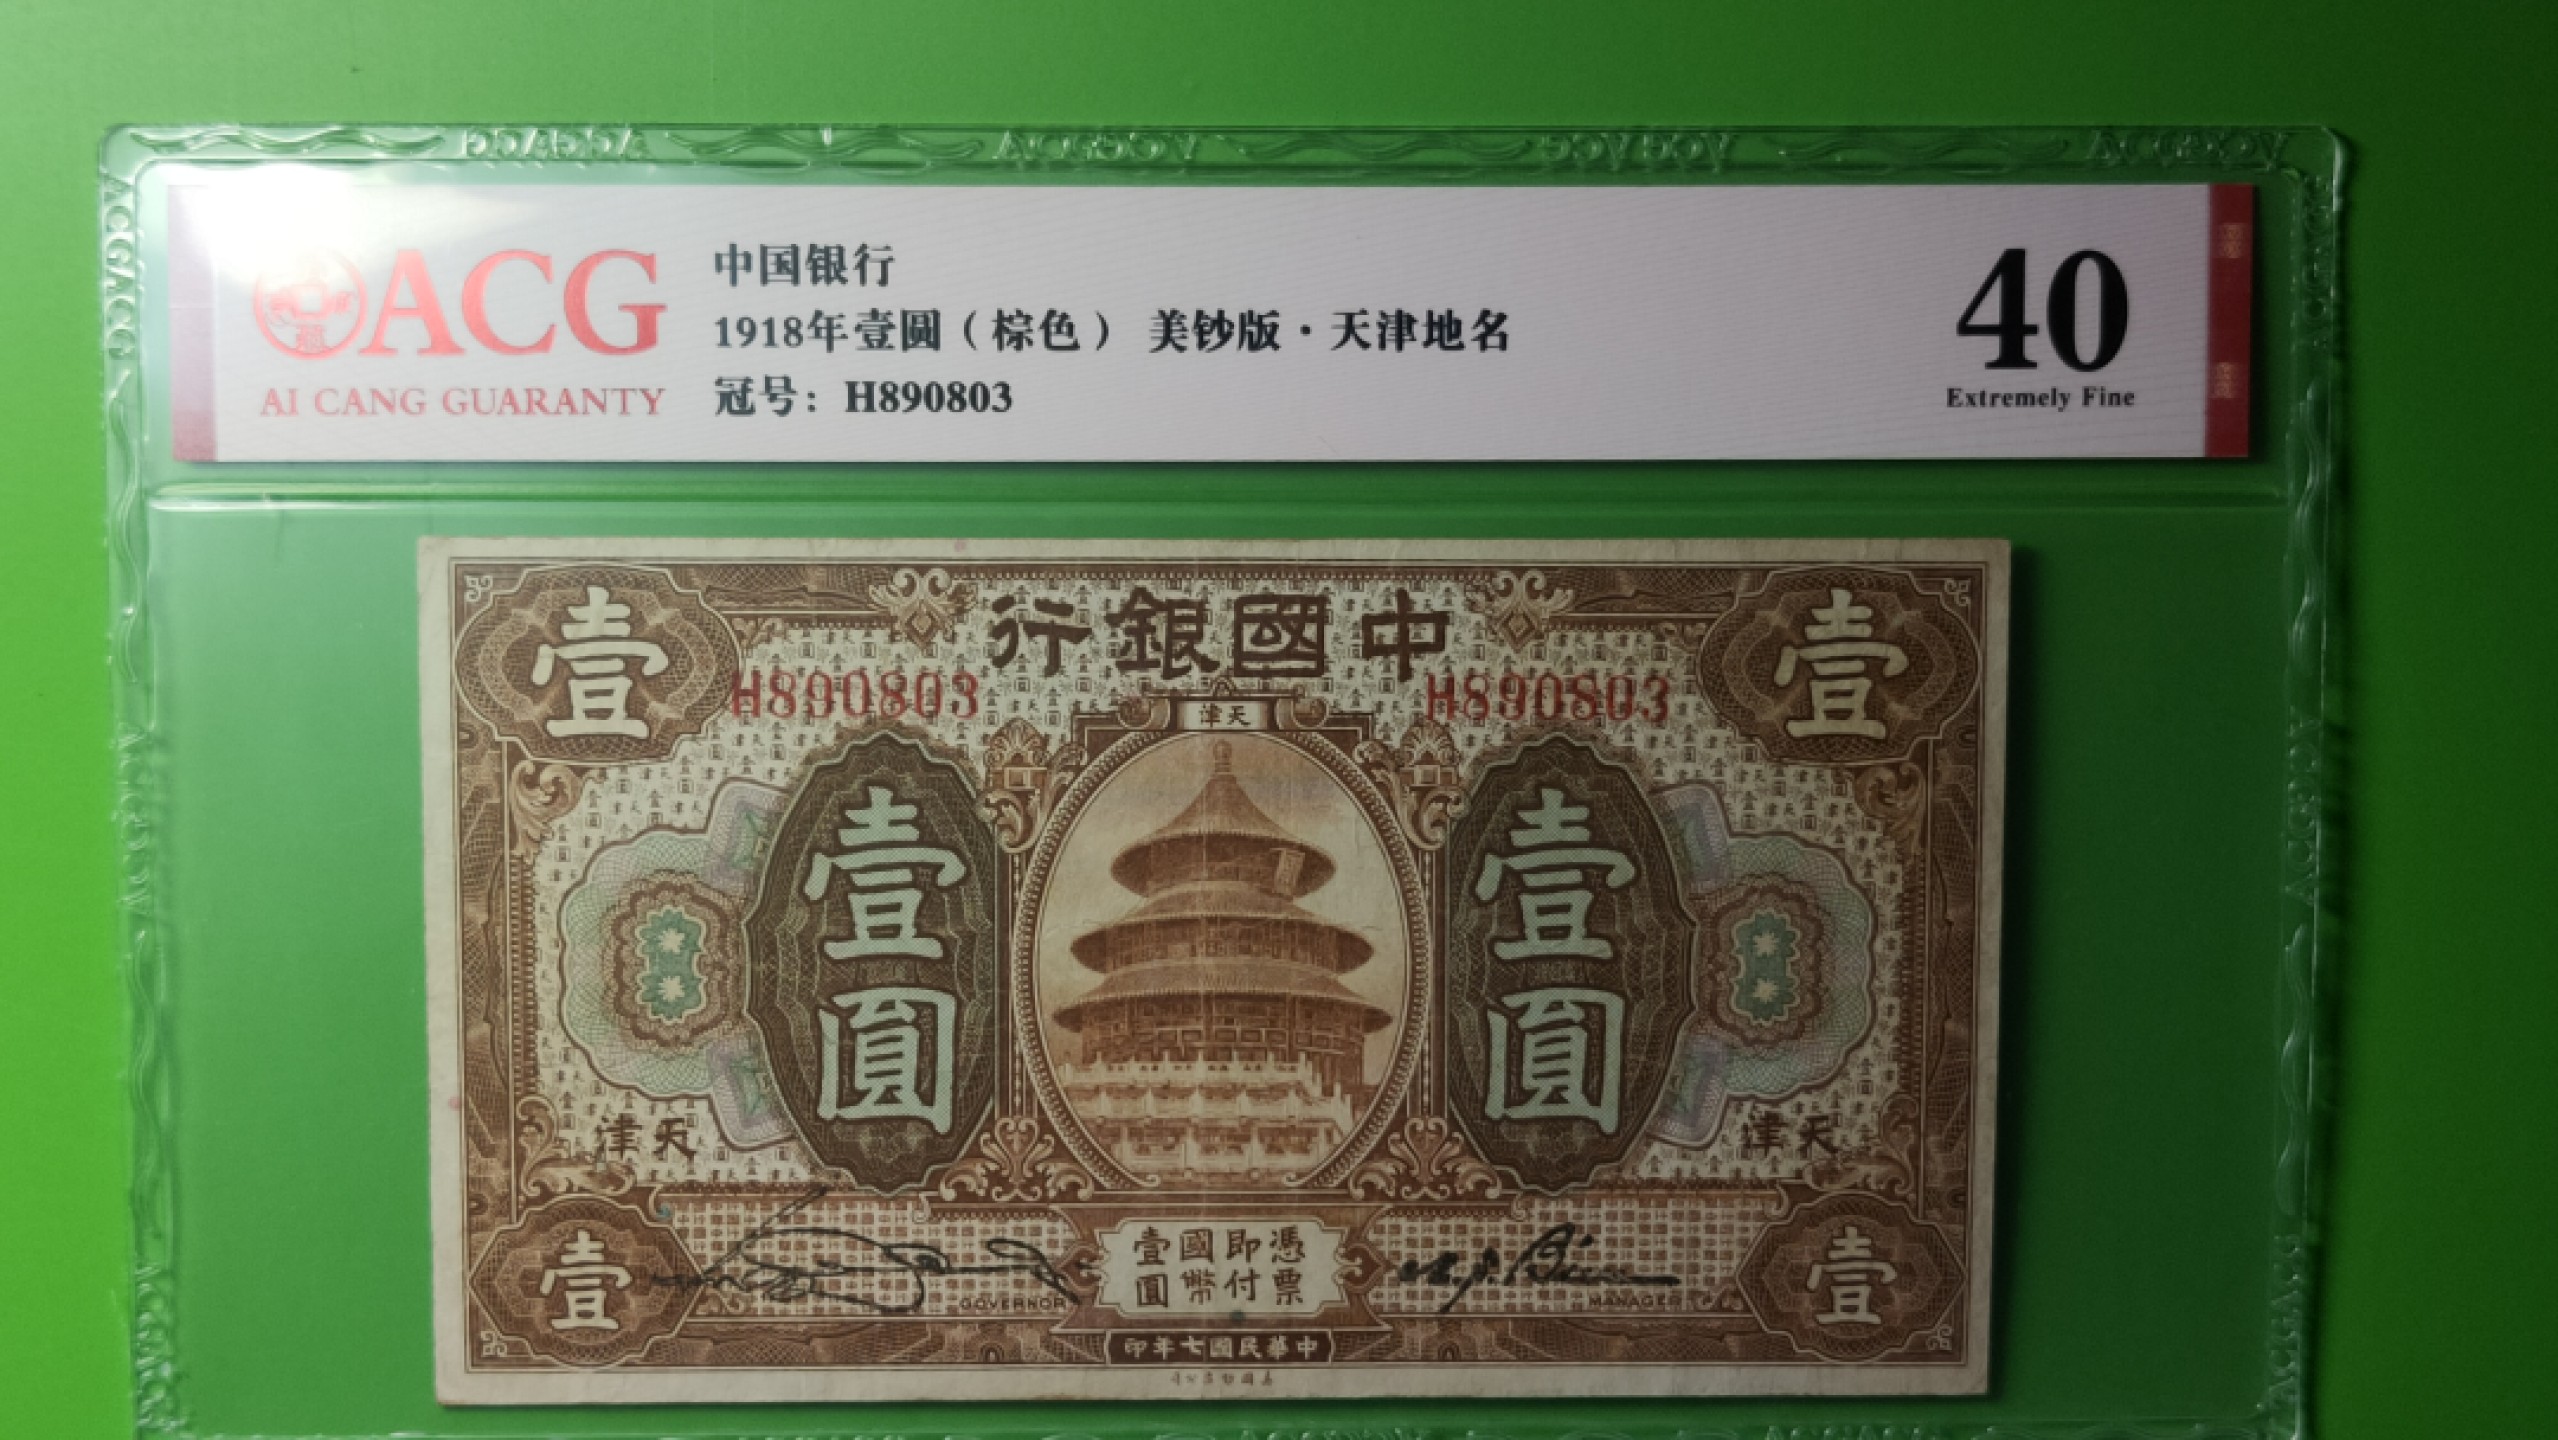 ACG
AI CANG GUARANTY
中国银行
1918年壹圆（棕色） 美钞版·天津地名
冠号：H890803
40
Extremely Fine
行銀國中
壹
壹
H890803
H890803
津天
壹圓
壹圓
津天
津天
壹國即憑
圓幣付票
GOVERNOR
MANAGER
壹
壹
印年七國民華中